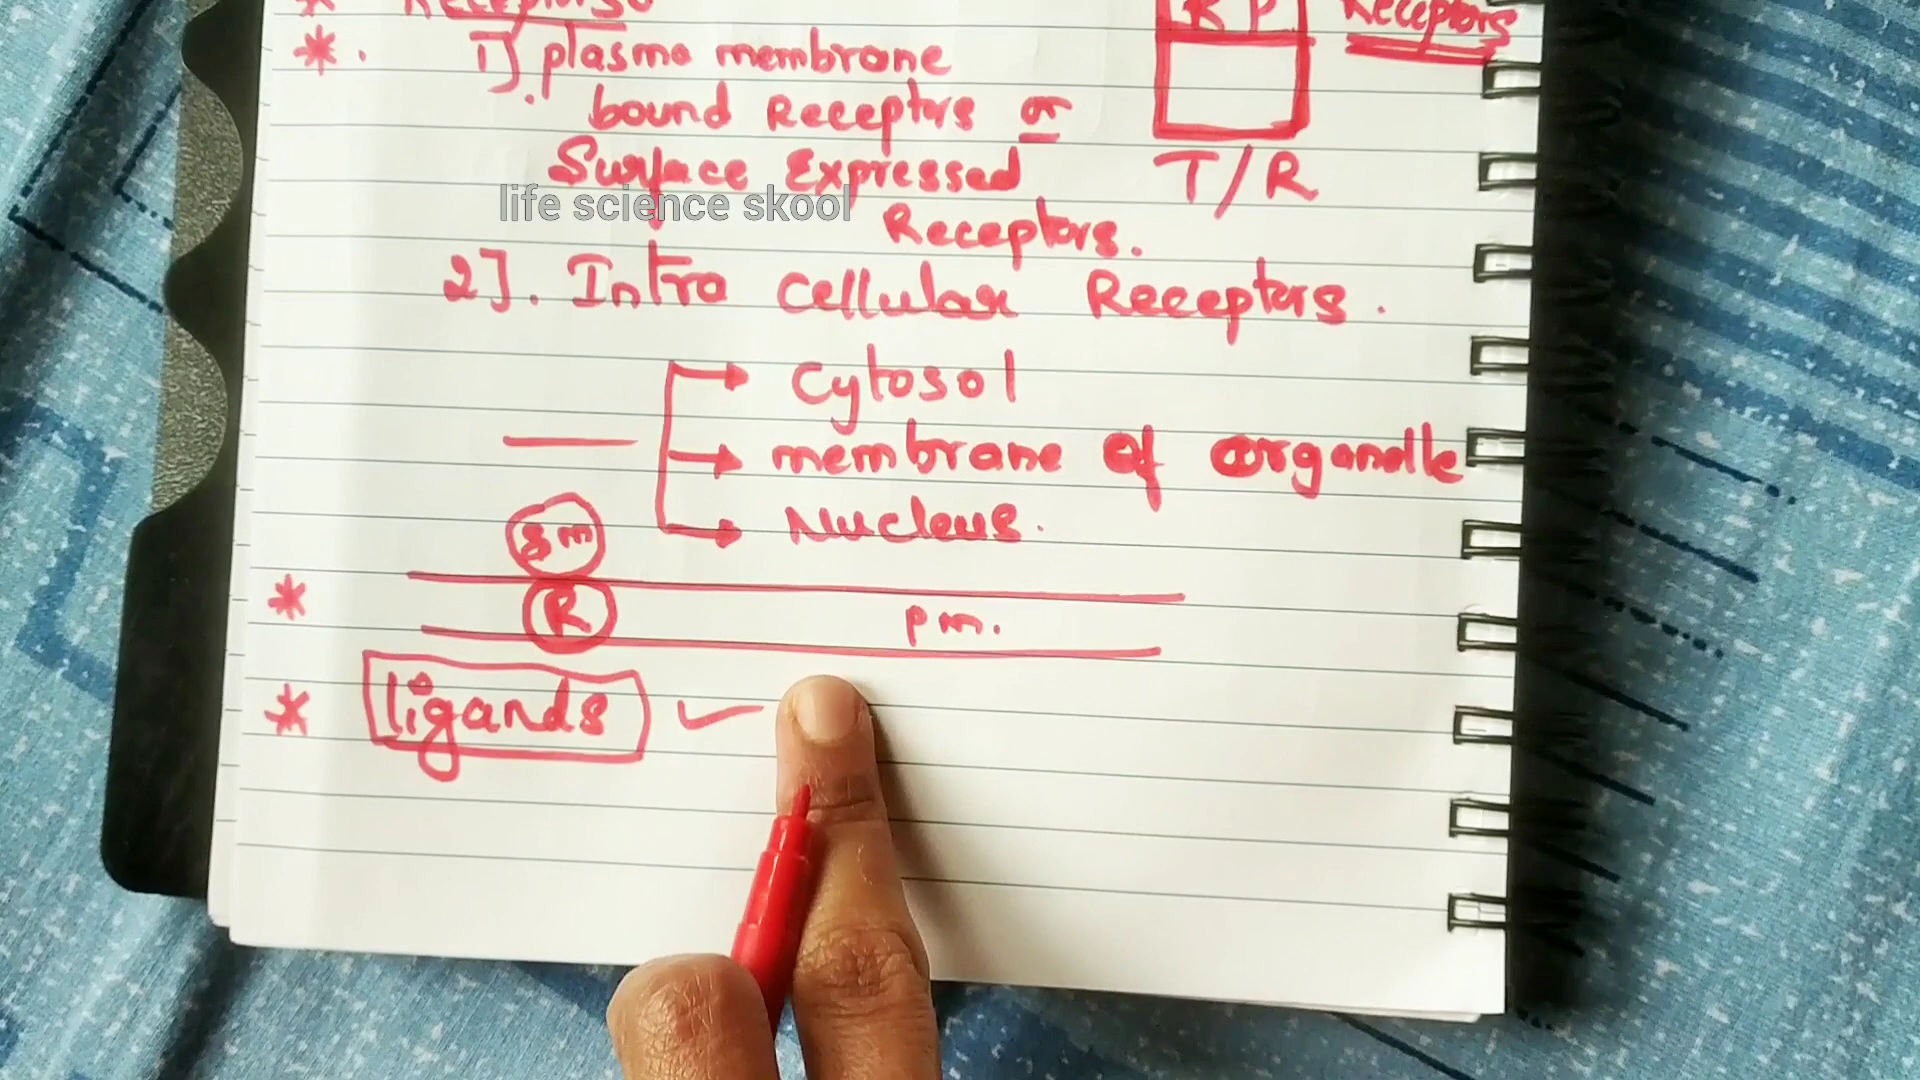 * Receptors
R P Receptors
*. 1] plasma membrane
bound Receptors or
Surface Expressed
T/R
life science skool
Receptors.
2]. Intra cellular Receptors.
Cytosol
membrane of organelle
Nucleus.
sm
* R pm.
* ligands